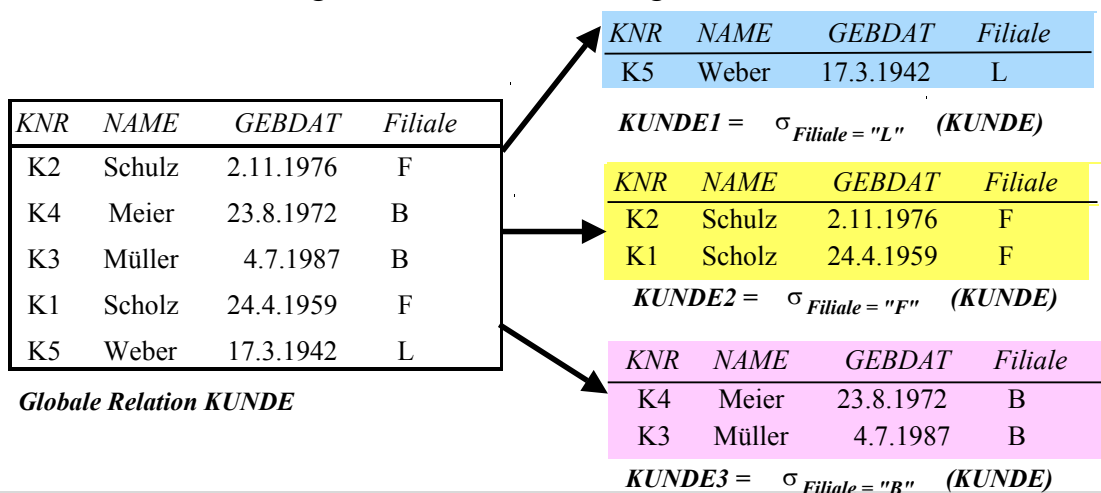 KNR NAME GEBDAT Filiale
K2 Schulz 2.11.1976 F
K4 Meier 23.8.1972 B
K3 Müller 4.7.1987 B
K1 Scholz 24.4.1959 F
K5 Weber 17.3.1942 L
Globale Relation KUNDE
KNR NAME GEBDAT Filiale
K5 Weber 17.3.1942 L
KUNDE1 = σ Filiale = "L" (KUNDE)
KNR NAME GEBDAT Filiale
K2 Schulz 2.11.1976 F
K1 Scholz 24.4.1959 F
KUNDE2 = σ Filiale = "F" (KUNDE)
KNR NAME GEBDAT Filiale
K4 Meier 23.8.1972 B
K3 Müller 4.7.1987 B
KUNDE3 = σ Filiale = "B" (KUNDE)